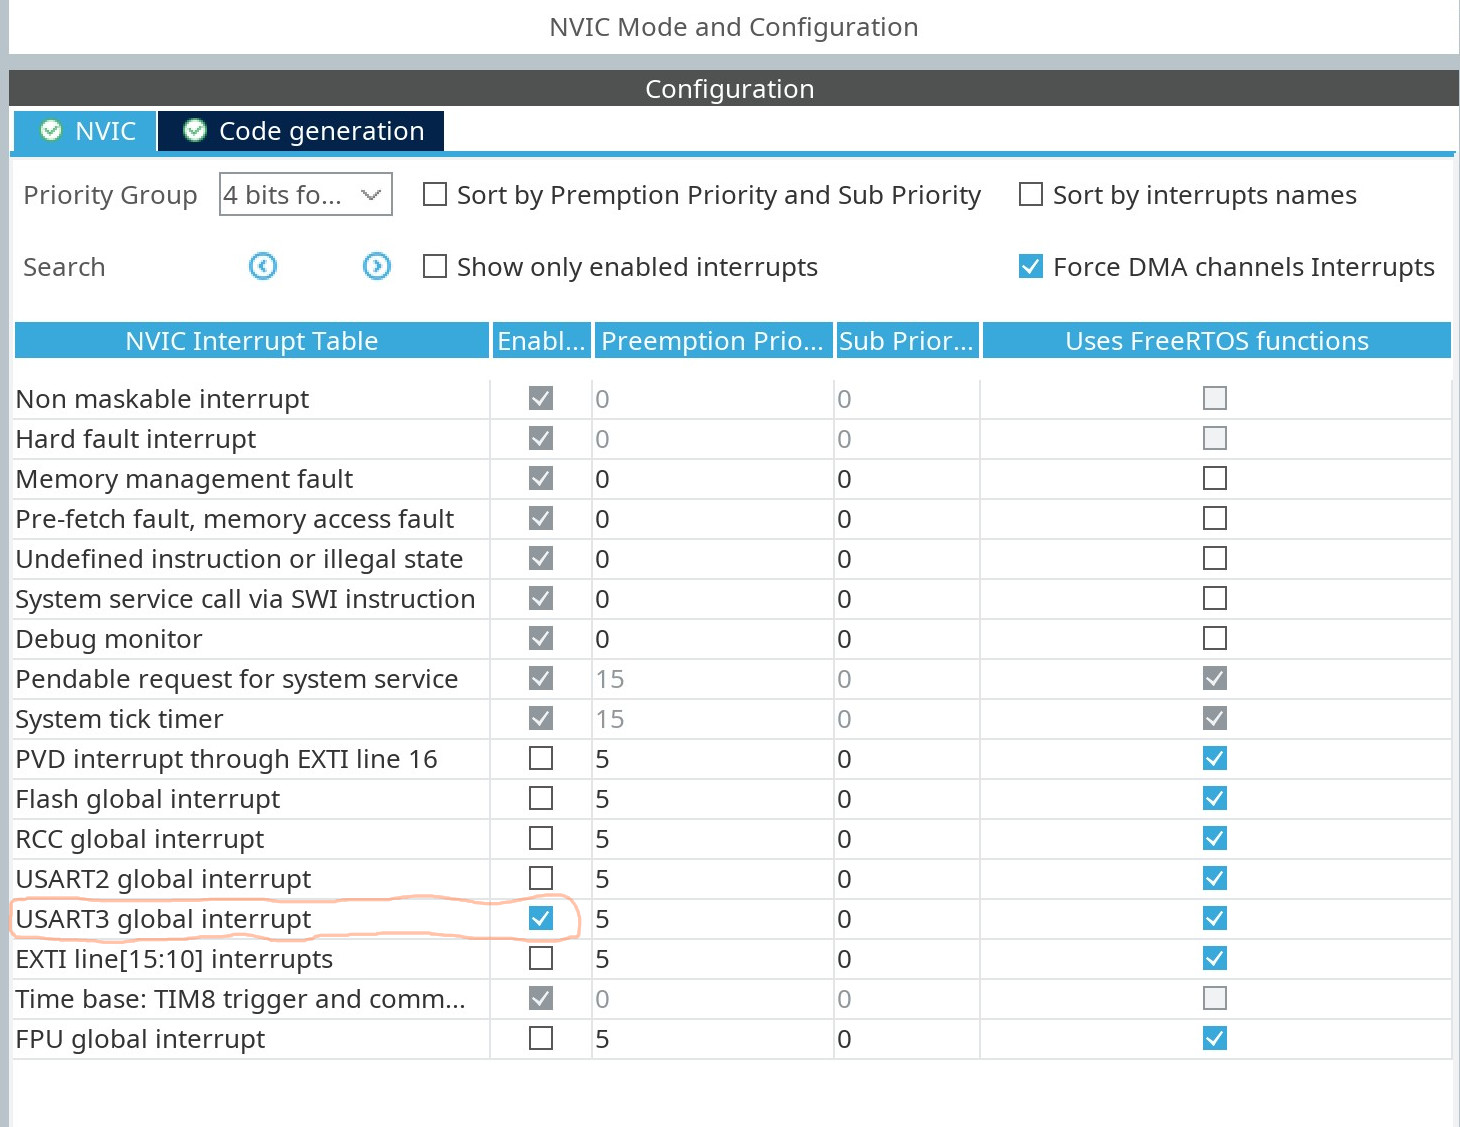 NVIC Mode and Configuration
Configuration
NVIC Code generation
Priority Group 4 bits fo... Sort by Premption Priority and Sub Priority Sort by interrupts names
Search Show only enabled interrupts Force DMA channels Interrupts
NVIC Interrupt Table Enabl... Preemption Prio... Sub Prior... Uses FreeRTOS functions
Non maskable interrupt 0 0
Hard fault interrupt 0 0
Memory management fault 0 0
Pre-fetch fault, memory access fault 0 0
Undefined instruction or illegal state 0 0
System service call via SWI instruction 0 0
Debug monitor 0 0
Pendable request for system service 15 0
System tick timer 15 0
PVD interrupt through EXTI line 16 5 0
Flash global interrupt 5 0
RCC global interrupt 5 0
USART2 global interrupt 5 0
USART3 global interrupt 5 0
EXTI line[15:10] interrupts 5 0
Time base: TIM8 trigger and comm... 0 0
FPU global interrupt 5 0